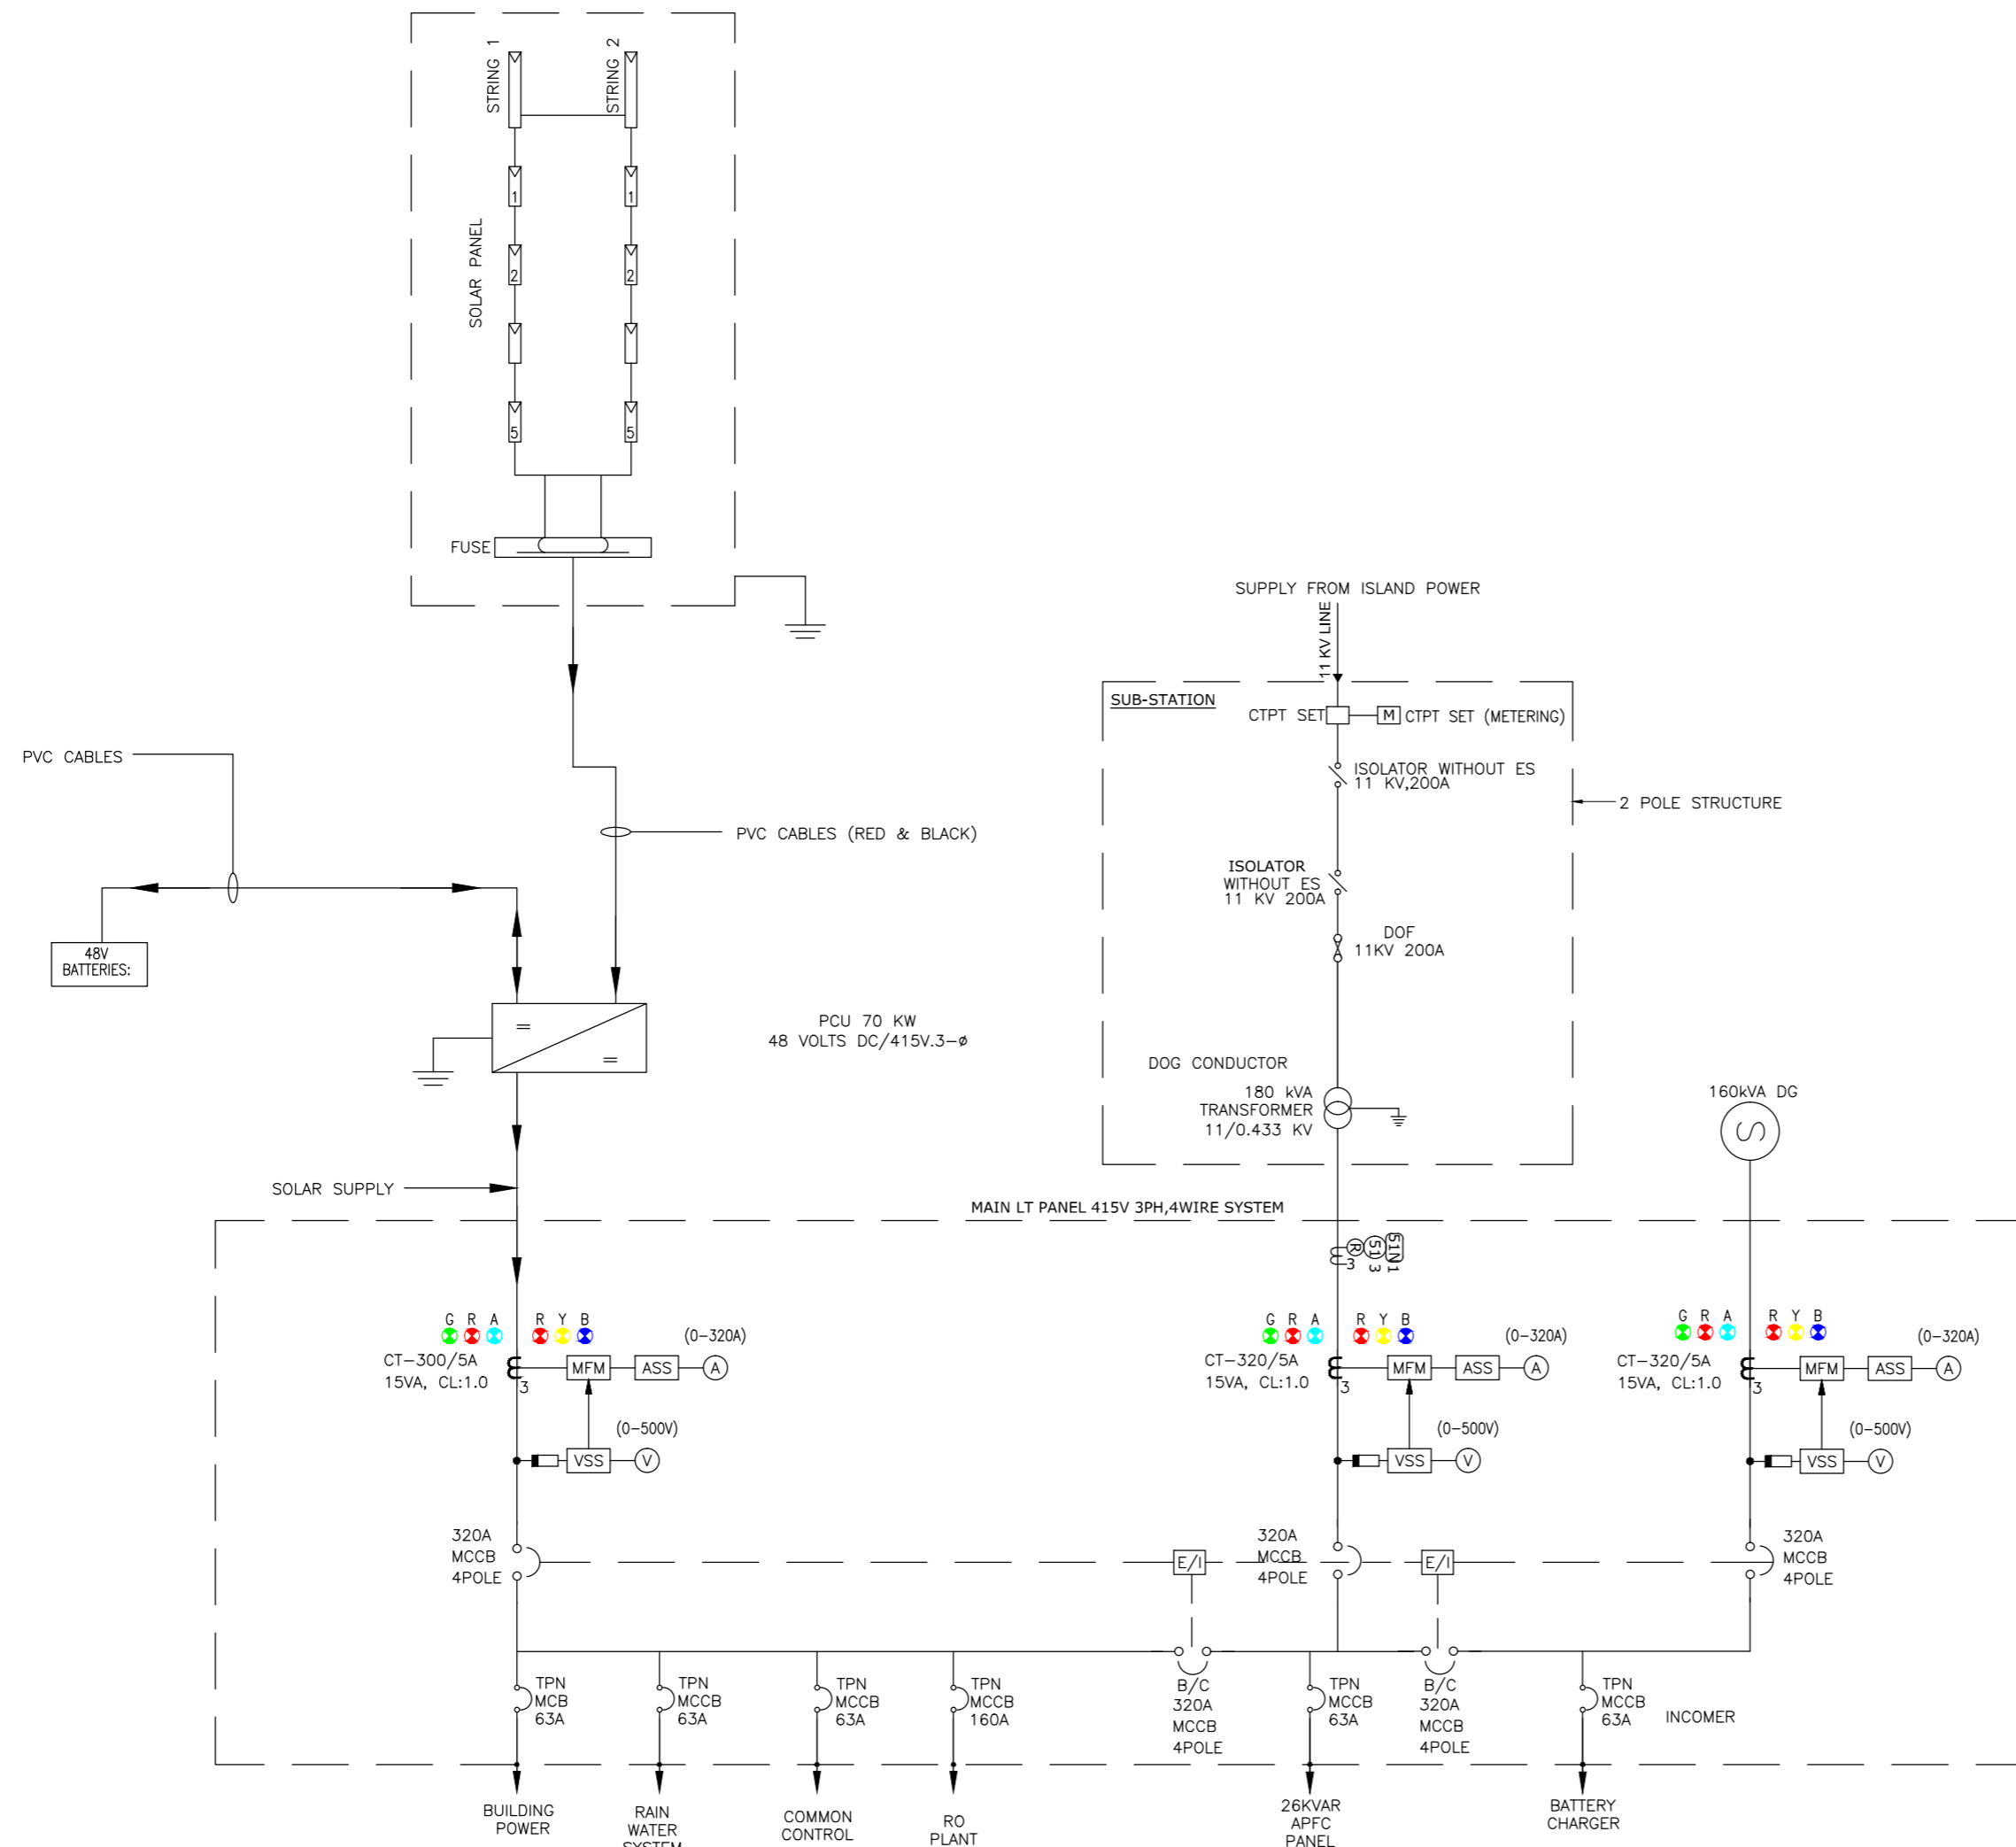 STRING 1
STRING 2
SOLAR PANEL
1
1
2
2
5
5
FUSE
SUPPLY FROM ISLAND POWER
11 KV LINE
SUB-STATION
CTPT SET
M
CTPT SET (METERING)
ISOLATOR WITHOUT ES
11 KV,200A
2 POLE STRUCTURE
ISOLATOR
WITHOUT ES
11 KV 200A
DOF
11KV 200A
DOG CONDUCTOR
180 kVA
TRANSFORMER
11/0.433 KV
160kVA DG
S
PVC CABLES
PVC CABLES (RED & BLACK)
48V
BATTERIES:
PCU 70 KW
48 VOLTS DC/415V.3-ø
SOLAR SUPPLY
MAIN LT PANEL 415V 3PH,4WIRE SYSTEM
3
R
51
3
51N
1
G R A R Y B
(0-320A)
CT-300/5A
15VA, CL:1.0
3
MFM
ASS
A
(0-500V)
VSS
V
320A
MCCB
4POLE
G R A R Y B
(0-320A)
CT-320/5A
15VA, CL:1.0
3
MFM
ASS
A
(0-500V)
VSS
V
320A
MCCB
4POLE
G R A R Y B
(0-320A)
CT-320/5A
15VA, CL:1.0
3
MFM
ASS
A
(0-500V)
VSS
V
320A
MCCB
4POLE
E/I
E/I
TPN
MCB
63A
TPN
MCCB
63A
TPN
MCCB
63A
TPN
MCCB
160A
B/C
320A
MCCB
4POLE
TPN
MCCB
63A
B/C
320A
MCCB
4POLE
TPN
MCCB
63A
INCOMER
BUILDING
POWER
RAIN
WATER
SYSTEM
COMMON
CONTROL
RO
PLANT
26KVAR
APFC
PANEL
BATTERY
CHARGER